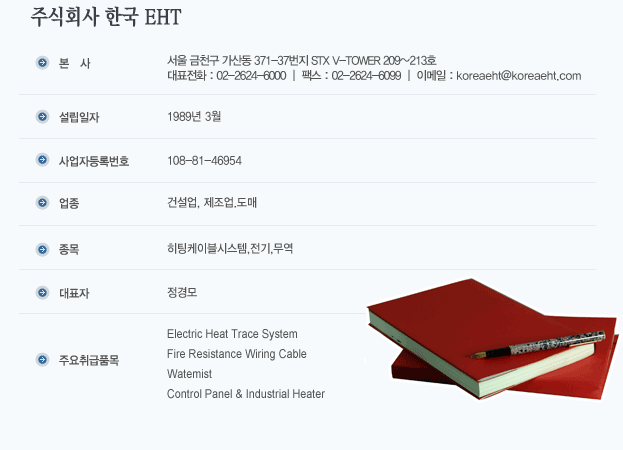 주식회사 한국 EHT
본 사
서울 금천구 가산동 371-37번지 STX V-TOWER 209~213호
대표전화 : 02-2624-6000 | 팩스 : 02-2624-6099 | 이메일 : koreaeht@koreaeht.com
설립일자 1989년 3월
사업자등록번호 108-81-46954
업종 건설업, 제조업,도매
종목 히팅케이블시스템,전기,무역
대표자 정경모
주요취급품목
Electric Heat Trace System
Fire Resistance Wiring Cable
Watemist
Control Panel & Industrial Heater